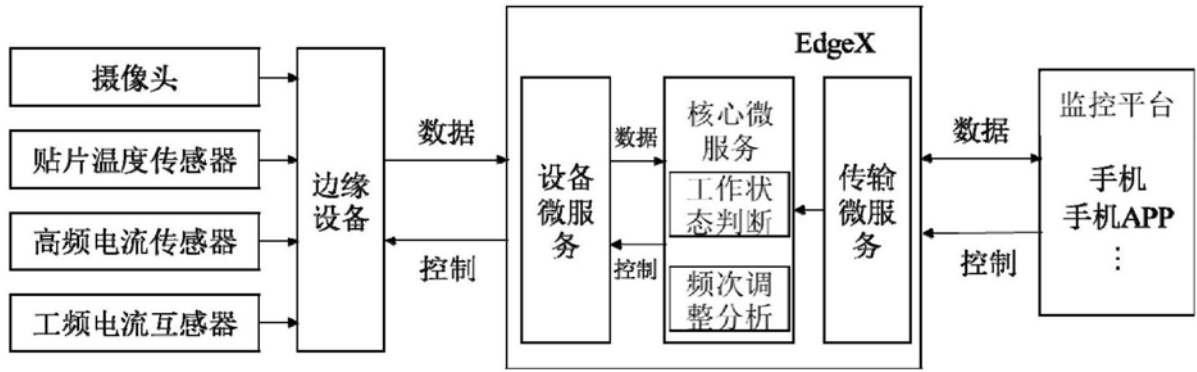 摄像头
贴片温度传感器
高频电流传感器
工频电流互感器
边缘
设备
数据
控制
EdgeX
设备
微服
务
数据
控制
核心微
服务
工作状
态判断
频次调
整分析
传输
微服
务
数据
控制
监控平台
手机
手机APP
⋮